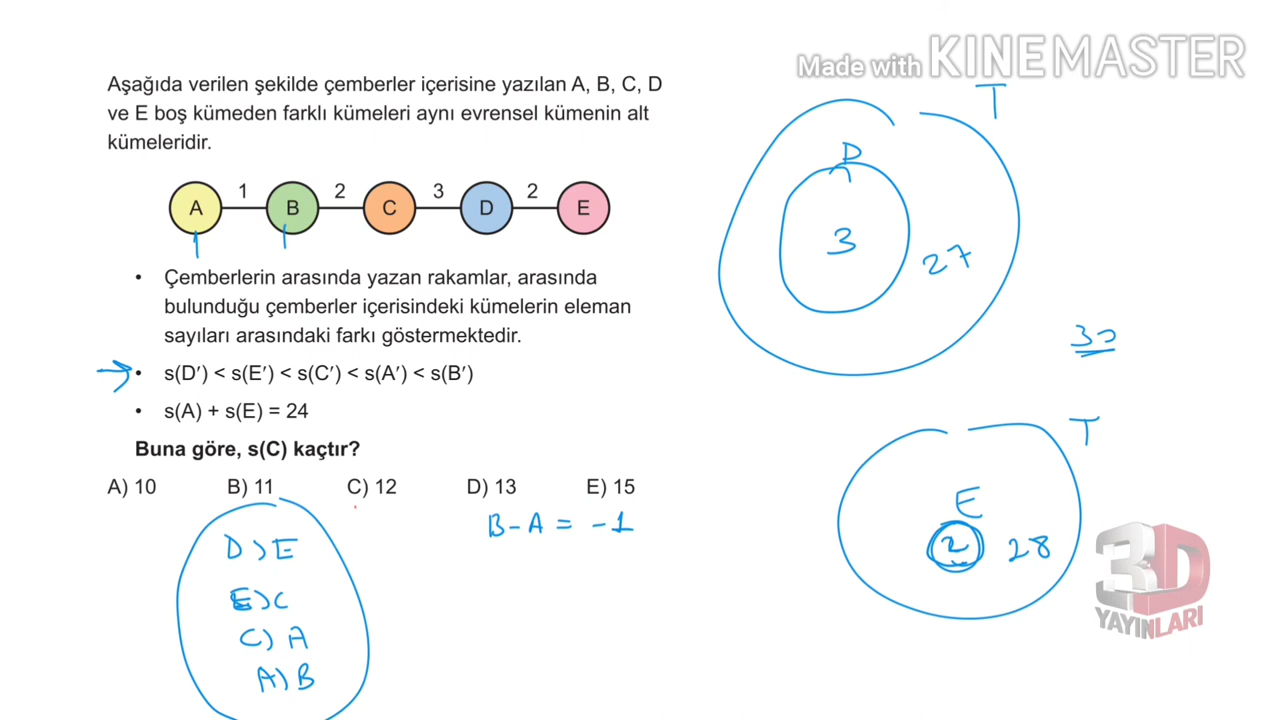 Made with KINEMASTER
Aşağıda verilen şekilde çemberler içerisine yazılan A, B, C, D
ve E boş kümeden farklı kümeleri aynı evrensel kümenin alt
kümeleridir.
A 1 B 2 C 3 D 2 E
• Çemberlerin arasında yazan rakamlar, arasında
bulunduğu çemberler içerisindeki kümelerin eleman
sayıları arasındaki farkı göstermektedir.
• s(D′) < s(E′) < s(C′) < s(A′) < s(B′)
• s(A) + s(E) = 24
Buna göre, s(C) kaçtır?
A) 10 B) 11 C) 12 D) 13 E) 15
B - A = -1
D > E
E > C
C > A
A > B
T
D
3
27
30
T
E
2 28
3D
YAYINLARI